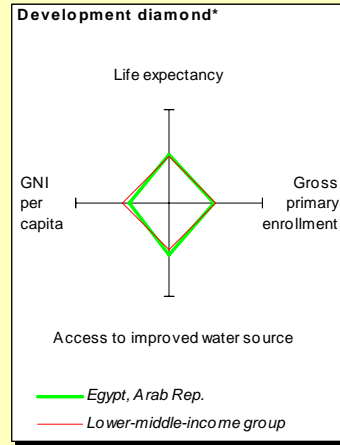 Development diamond*
Life expectancy
GNI
per
capita
Gross
primary
enrollment
Access to improved water source
Egypt, Arab Rep.
Lower-middle-income group